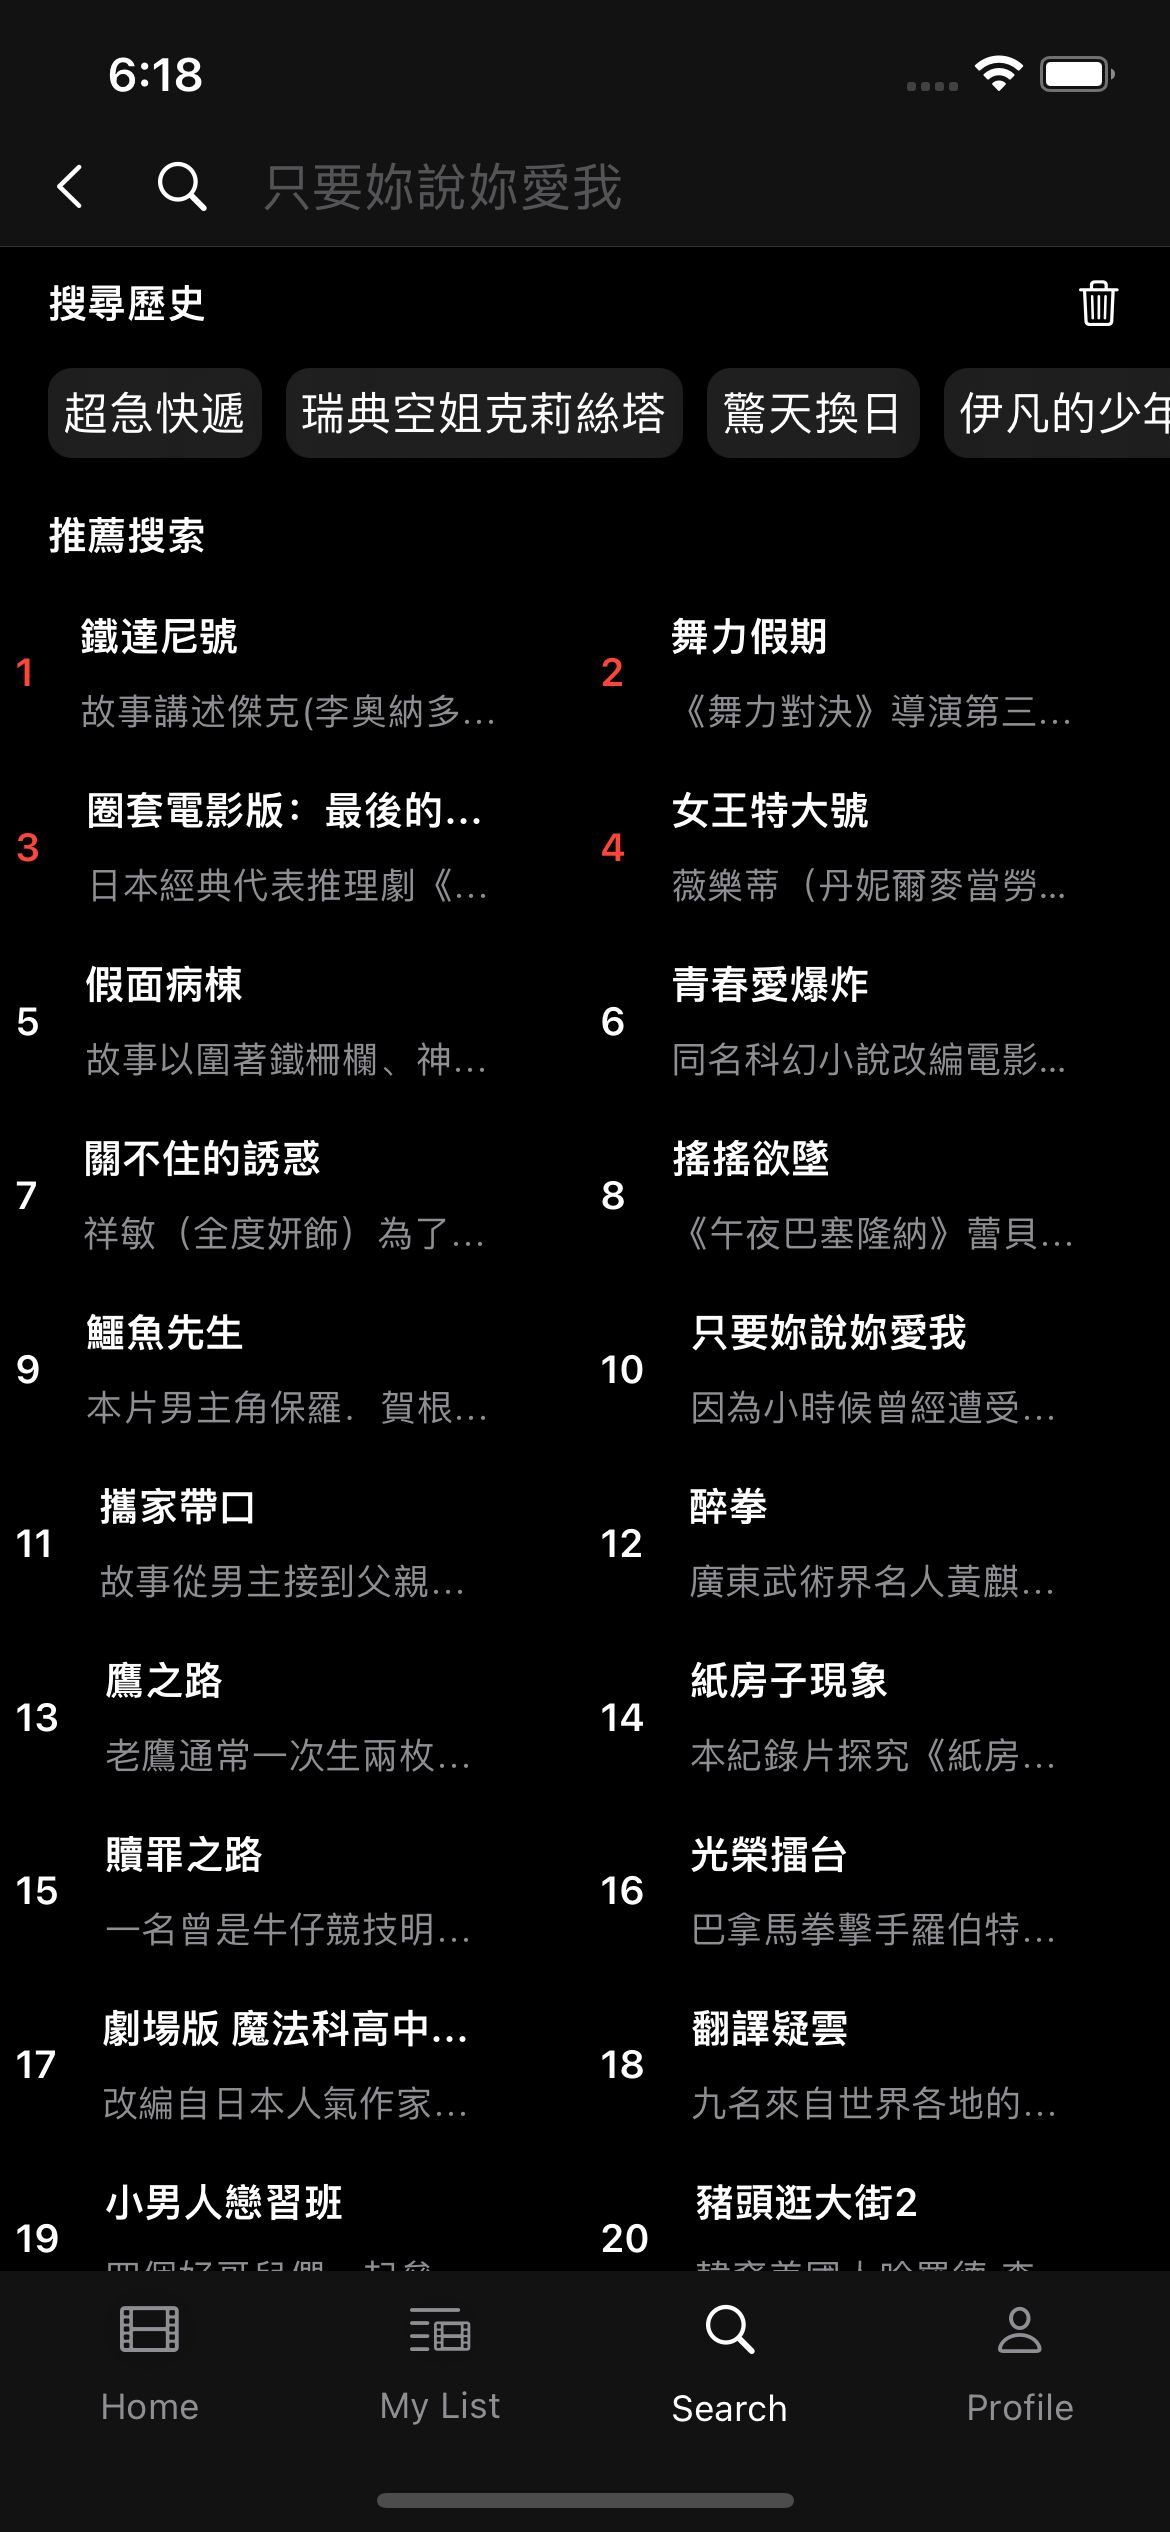 6:18
只要妳說妳愛我
搜尋歷史
超急快遞 瑞典空姐克莉絲塔 驚天換日 伊凡的少年
推薦搜索
1 鐵達尼號
故事講述傑克(李奧納多...
2 舞力假期
《舞力對決》導演第三...
3 圈套電影版：最後的...
日本經典代表推理劇《...
4 女王特大號
薇樂蒂（丹妮爾麥當勞...
5 假面病棟
故事以圍著鐵柵欄、神...
6 青春愛爆炸
同名科幻小說改編電影...
7 關不住的誘惑
祥敏（全度妍飾）為了...
8 搖搖欲墜
《午夜巴塞隆納》蕾貝...
9 鱷魚先生
本片男主角保羅．賀根...
10 只要妳說妳愛我
因為小時候曾經遭受...
11 攜家帶口
故事從男主接到父親...
12 醉拳
廣東武術界名人黃麒...
13 鷹之路
老鷹通常一次生兩枚...
14 紙房子現象
本紀錄片探究《紙房...
15 贖罪之路
一名曾是牛仔競技明...
16 光榮擂台
巴拿馬拳擊手羅伯特...
17 劇場版 魔法科高中...
改編自日本人氣作家...
18 翻譯疑雲
九名來自世界各地的...
19 小男人戀習班
20 豬頭逛大街2
Home
My List
Search
Profile